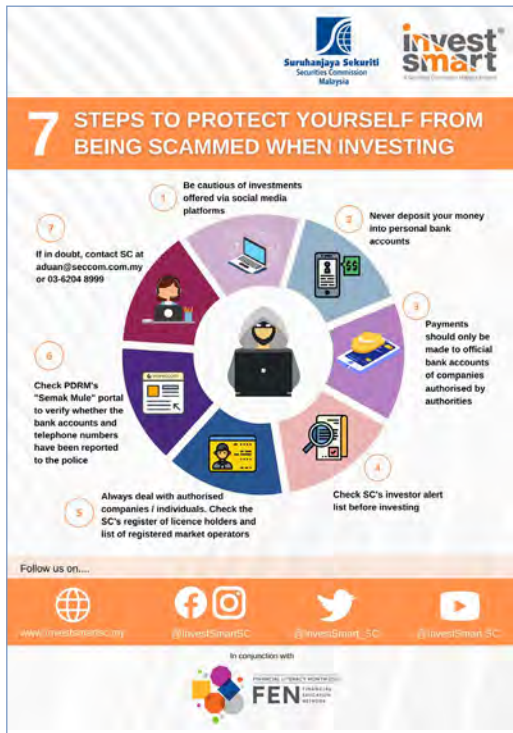 Suruhanjaya Sekuriti
Securities Commission
Malaysia
invest
smart
7
STEPS TO PROTECT YOURSELF FROM
BEING SCAMMED WHEN INVESTING
1
Be cautious of investments
offered via social media
platforms
2
Never deposit your money
into personal bank
accounts
3
Payments
should only be
made to official
bank accounts
of companies
authorised by
authorities
4
Check SC's investor alert
list before investing
5
Always deal with authorised
companies / individuals. Check the
SC's register of licence holders and
list of registered market operators
6
Check PDRM's
"Semak Mule" portal
to verify whether the
bank accounts and
telephone numbers
have been reported
to the police
7
If in doubt, contact SC at
aduan@seccom.com.my
or 03-6204 8999
Follow us on....
www.investsmartsc.my
@InvestSmartSC
@InvestSmart_SC
@InvestSmart SC
In conjunction with
FINANCIAL LITERACY MONTH
FEN
FINANCIAL
EDUCATION
NETWORK